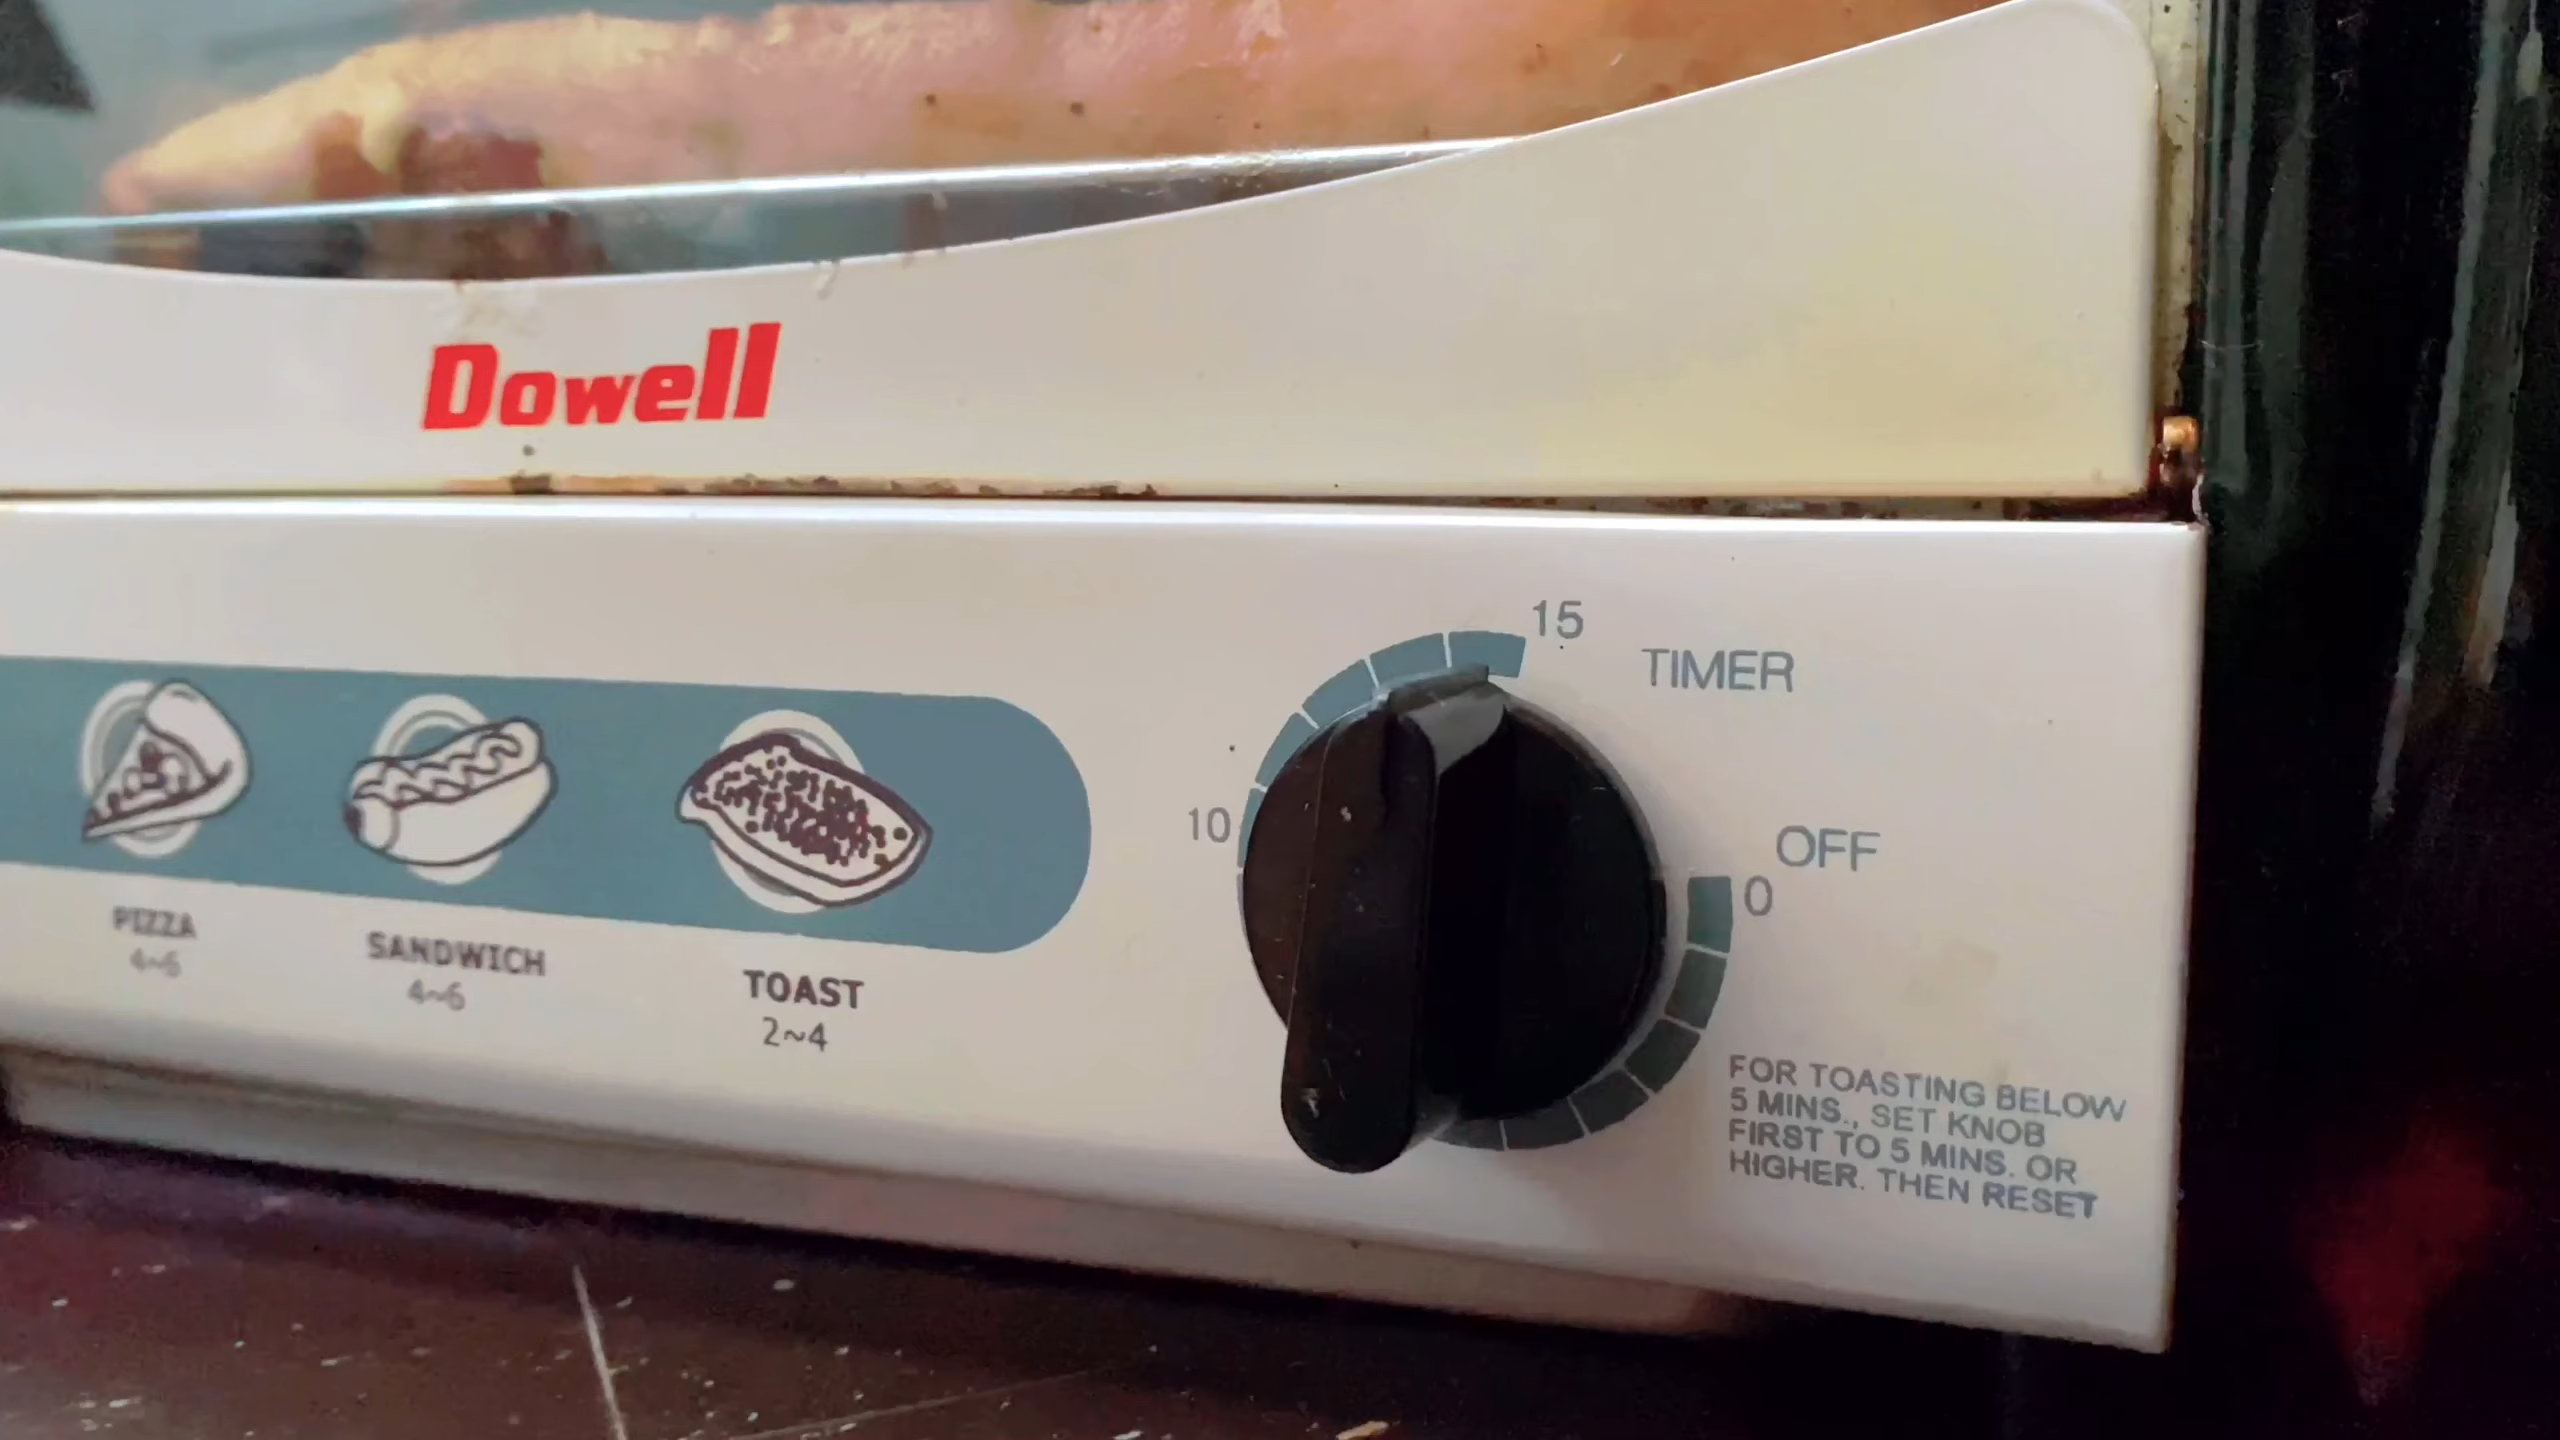 Dowell
15
TIMER
10
OFF
0
PIZZA
4~6
SANDWICH
4~6
TOAST
2~4
FOR TOASTING BELOW
5 MINS., SET KNOB
FIRST TO 5 MINS. OR
HIGHER. THEN RESET